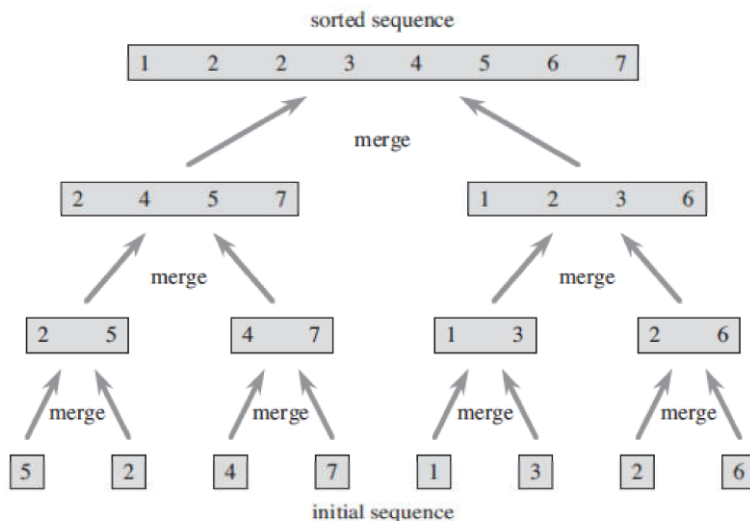 sorted sequence
1 2 2 3 4 5 6 7
merge
2 4 5 7 1 2 3 6
merge merge
2 5 4 7 1 3 2 6
merge merge merge merge
5 2 4 7 1 3 2 6
initial sequence